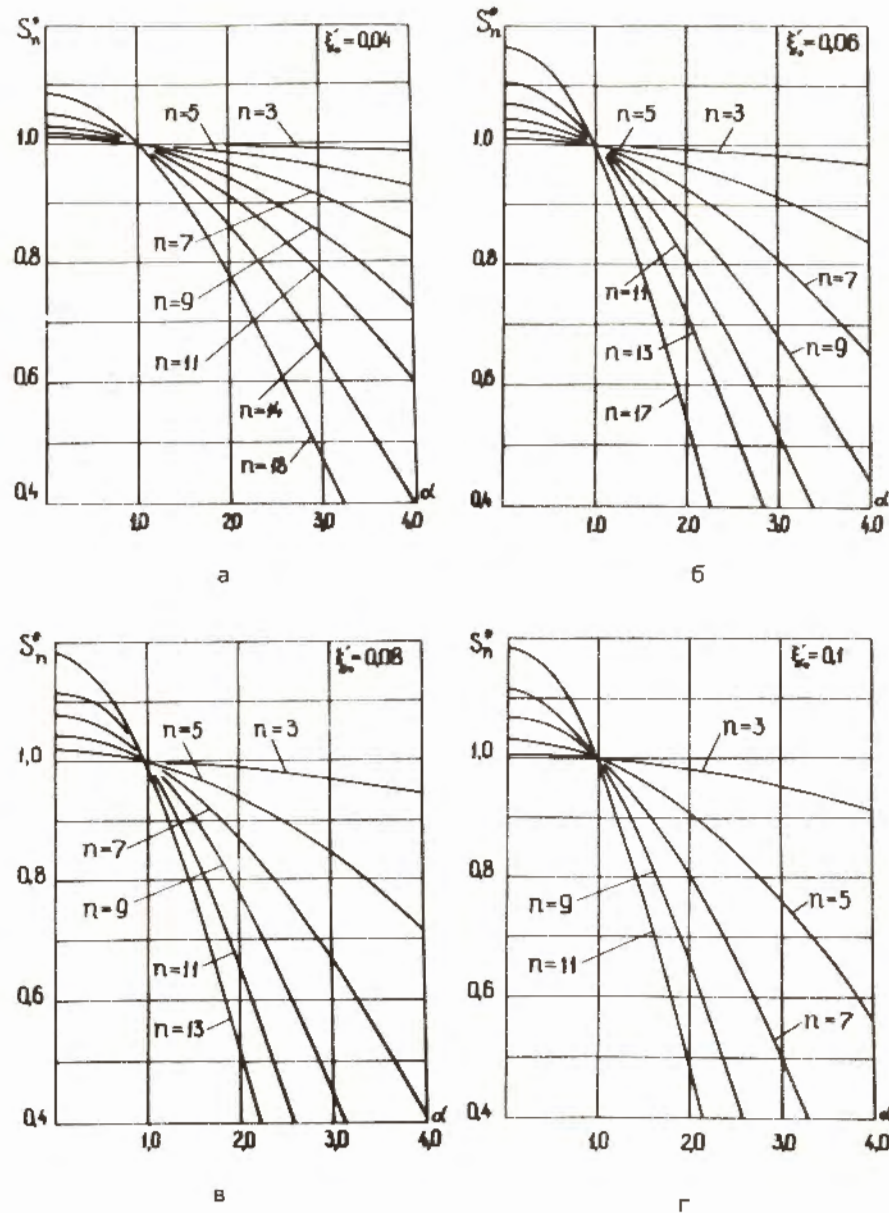 S*n
ξ'₀=0,04
n=5
n=3
1.0
n=7
0.8
n=9
n=11
0.6
n=14
n=18
0.4
α
1,0
2,0
3.0
4.0
а
S*n
ξ'₀=0,06
n=5
n=3
1.0
0.8
n=11
n=7
n=13
n=9
0.6
n=17
0.4
α
1.0
2.0
3.0
4.0
б
S*n
ξ'₀=0,08
n=5
n=3
1,0
n=7
0.8
n=9
n=11
0.6
n=13
0.4
α
1,0
2,0
3.0
4,0
в
S*n
ξ'₀=0,1
n=3
1.0
0.8
n=9
n=5
n=11
0.6
n=7
0.4
α
1.0
2.0
3.0
4.0
г